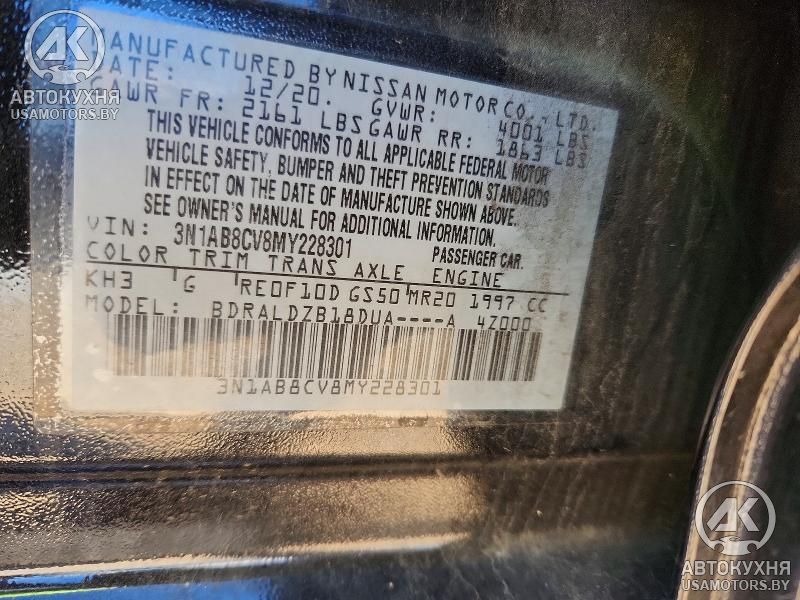 MANUFACTURED BY NISSAN MOTOR CO., LTD.
DATE: 12/20. GVWR: 4001 LBS
GAWR FR: 2161 LBS GAWR RR: 1863 LBS
THIS VEHICLE CONFORMS TO ALL APPLICABLE FEDERAL MOTOR
VEHICLE SAFETY, BUMPER AND THEFT PREVENTION STANDARDS
IN EFFECT ON THE DATE OF MANUFACTURE SHOWN ABOVE.
SEE OWNER'S MANUAL FOR ADDITIONAL INFORMATION.
VIN: 3N1AB8CV8MY228301 PASSENGER CAR.
COLOR TRIM TRANS AXLE ENGINE
KH3 G RE0F10D GS50 MR20 1997 CC
MODEL: BDRALDZB18DUA----A 4Z000
3N1AB8CV8MY228301
АК
АВТОКУХНЯ
USAMOTORS.BY
АК
АВТОКУХНЯ
USAMOTORS.BY